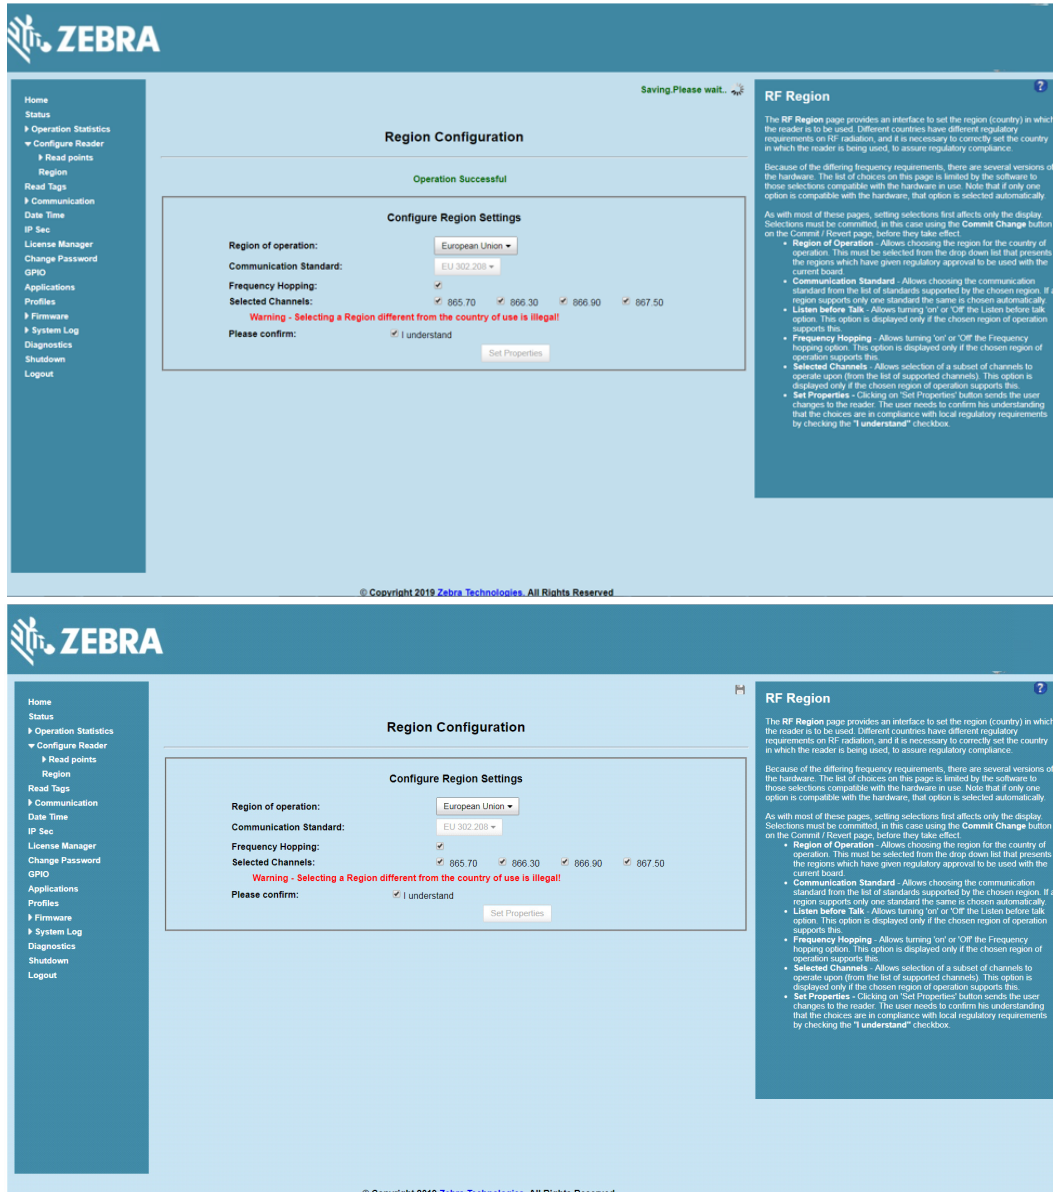 ZEBRA
Home
Status
Operation Statistics
Configure Reader
Read points
Region
Read Tags
Communication
Date Time
IP Sec
License Manager
Change Password
GPIO
Applications
Profiles
Firmware
System Log
Diagnostics
Shutdown
Logout
Saving.Please wait..
Region Configuration
Operation Successful
Configure Region Settings
Region of operation: European Union
Communication Standard: EU 302.208
Frequency Hopping:
Selected Channels: 865.70 866.30 866.90 867.50
Warning - Selecting a Region different from the country of use is illegal!
Please confirm: I understand
Set Properties
?
RF Region
The RF Region page provides an interface to set the region (country) in which
the reader is to be used. Different countries have different regulatory
requirements on RF radiation, and it is necessary to correctly set the country
in which the reader is being used, to assure regulatory compliance.
Because of the differing frequency requirements, there are several versions of
the hardware. The list of choices on this page is limited by the software to
those selections compatible with the hardware in use. Note that if only one
option is compatible with the hardware, that option is selected automatically.
As with most of these pages, setting selections first affects only the display.
Selections must be committed, in this case using the Commit Change button
on the Commit / Revert page, before they take effect.
• Region of Operation - Allows choosing the region for the country of
operation. This must be selected from the drop down list that presents
the regions which have given regulatory approval to be used with the
current board.
• Communication Standard - Allows choosing the communication
standard from the list of standards supported by the chosen region. If a
region supports only one standard the same is chosen automatically.
• Listen before Talk - Allows turning 'on' or 'Off' the Listen before talk
option. This option is displayed only if the chosen region of operation
supports this.
• Frequency Hopping - Allows turning 'on' or 'Off' the Frequency
hopping option. This option is displayed only if the chosen region of
operation supports this.
• Selected Channels - Allows selection of a subset of channels to
operate upon (from the list of supported channels). This option is
displayed only if the chosen region of operation supports this.
• Set Properties - Clicking on 'Set Properties' button sends the user
changes to the reader. The user needs to confirm his understanding
that the choices are in compliance with local regulatory requirements
by checking the "I understand" checkbox.
© Copyright 2019 Zebra Technologies. All Rights Reserved
ZEBRA
Home
Status
Operation Statistics
Configure Reader
Read points
Region
Read Tags
Communication
Date Time
IP Sec
License Manager
Change Password
GPIO
Applications
Profiles
Firmware
System Log
Diagnostics
Shutdown
Logout
Region Configuration
Configure Region Settings
Region of operation: European Union
Communication Standard: EU 302.208
Frequency Hopping:
Selected Channels: 865.70 866.30 866.90 867.50
Warning - Selecting a Region different from the country of use is illegal!
Please confirm: I understand
Set Properties
?
RF Region
The RF Region page provides an interface to set the region (country) in which
the reader is to be used. Different countries have different regulatory
requirements on RF radiation, and it is necessary to correctly set the country
in which the reader is being used, to assure regulatory compliance.
Because of the differing frequency requirements, there are several versions of
the hardware. The list of choices on this page is limited by the software to
those selections compatible with the hardware in use. Note that if only one
option is compatible with the hardware, that option is selected automatically.
As with most of these pages, setting selections first affects only the display.
Selections must be committed, in this case using the Commit Change button
on the Commit / Revert page, before they take effect.
• Region of Operation - Allows choosing the region for the country of
operation. This must be selected from the drop down list that presents
the regions which have given regulatory approval to be used with the
current board.
• Communication Standard - Allows choosing the communication
standard from the list of standards supported by the chosen region. If a
region supports only one standard the same is chosen automatically.
• Listen before Talk - Allows turning 'on' or 'Off' the Listen before talk
option. This option is displayed only if the chosen region of operation
supports this.
• Frequency Hopping - Allows turning 'on' or 'Off' the Frequency
hopping option. This option is displayed only if the chosen region of
operation supports this.
• Selected Channels - Allows selection of a subset of channels to
operate upon (from the list of supported channels). This option is
displayed only if the chosen region of operation supports this.
• Set Properties - Clicking on 'Set Properties' button sends the user
changes to the reader. The user needs to confirm his understanding
that the choices are in compliance with local regulatory requirements
by checking the "I understand" checkbox.
© Copyright 2019 Zebra Technologies. All Rights Reserved